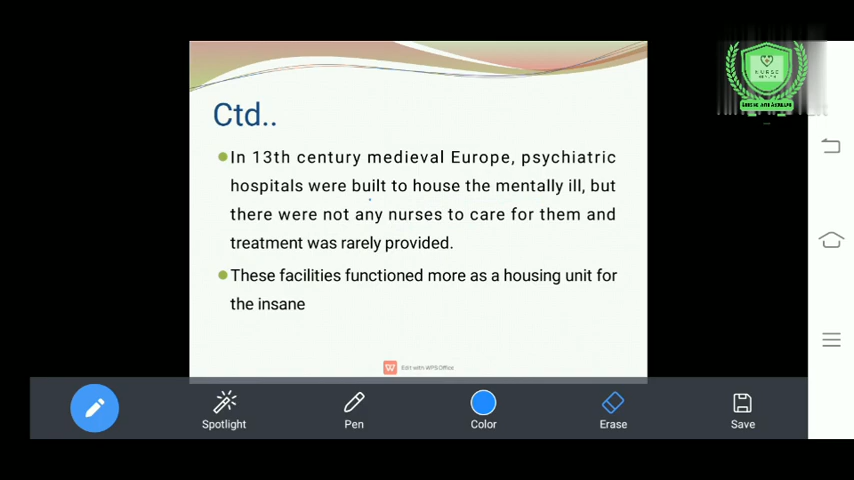 NURSE
HEALTH
Ctd..
In 13th century medieval Europe, psychiatric
hospitals were built to house the mentally ill, but
there were not any nurses to care for them and
treatment was rarely provided.
These facilities functioned more as a housing unit for
the insane
Edit with WPS Office
Spotlight
Pen
Color
Erase
Save